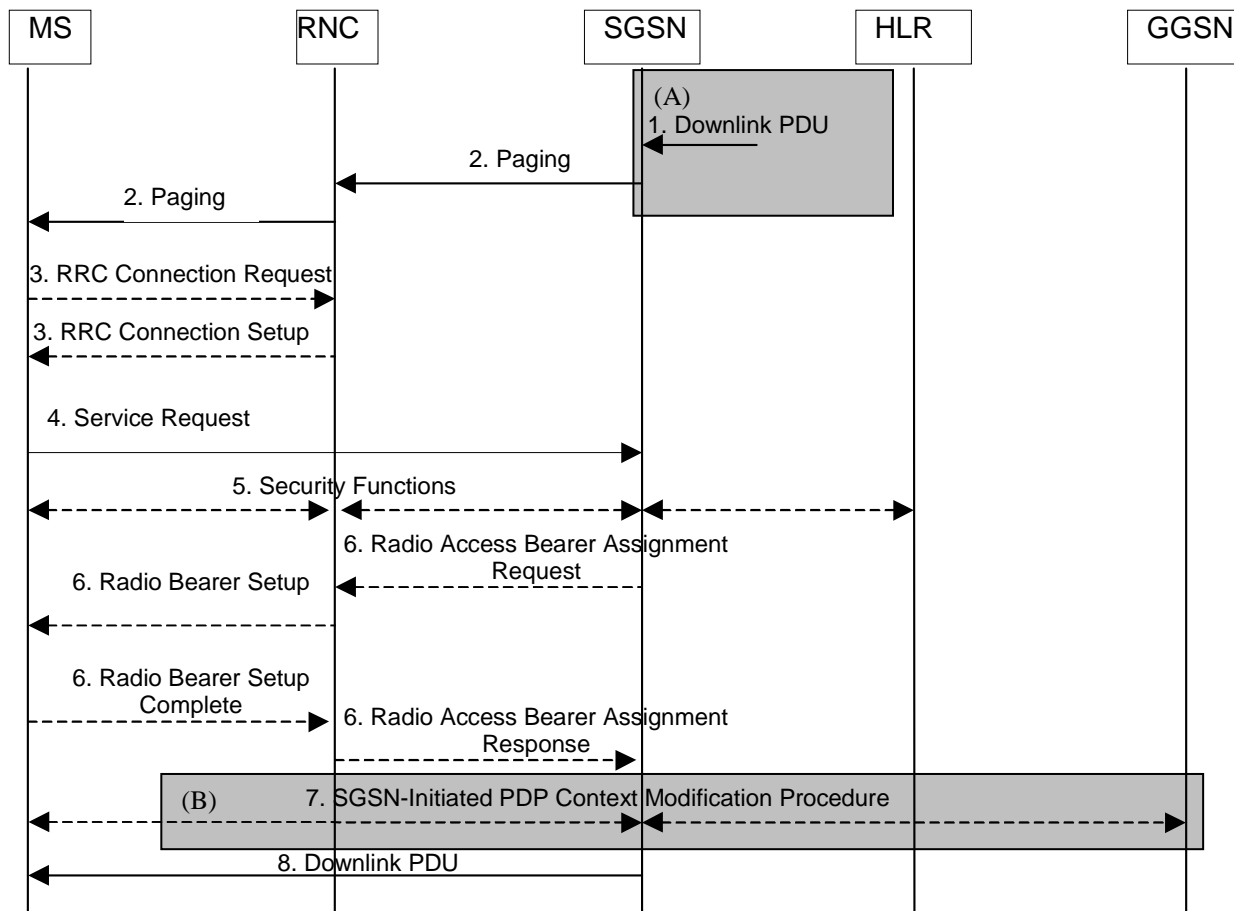 MS RNC SGSN HLR GGSN
(A)
1. Downlink PDU
2. Paging
2. Paging
3. RRC Connection Request
3. RRC Connection Setup
4. Service Request
5. Security Functions
6. Radio Access Bearer Assignment
Request
6. Radio Bearer Setup
6. Radio Bearer Setup
Complete
6. Radio Access Bearer Assignment
Response
(B) 7. SGSN-Initiated PDP Context Modification Procedure
8. Downlink PDU